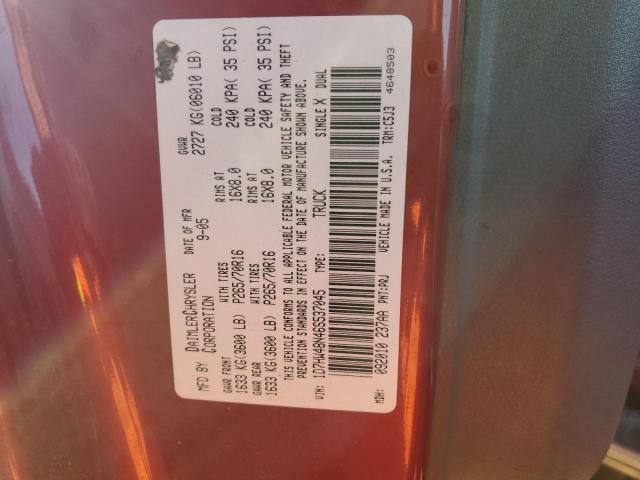 MFD BY DAIMLERCHRYSLER CORPORATION DATE OF MFR 9-05 GVWR 2727 KG(06010 LB)
GAWR FRONT WITH TIRES RIMS AT COLD
1633 KG(3600 LB) P265/70R16 16X8.0 240 KPA( 35 PSI)
GAWR REAR WITH TIRES RIMS AT COLD
1633 KG(3600 LB) P265/70R16 16X8.0 240 KPA( 35 PSI)
THIS VEHICLE CONFORMS TO ALL APPLICABLE FEDERAL MOTOR VEHICLE SAFETY AND THEFT
PREVENTION STANDARDS IN EFFECT ON THE DATE OF MANUFACTURE SHOWN ABOVE.
VIN: 1D7HW48N46S537045 TYPE: TRUCK SINGLE X DUAL
MDH: 092010 237AA PNT:PRJ VEHICLE MADE IN U.S.A. TRM:C5J3 4648503